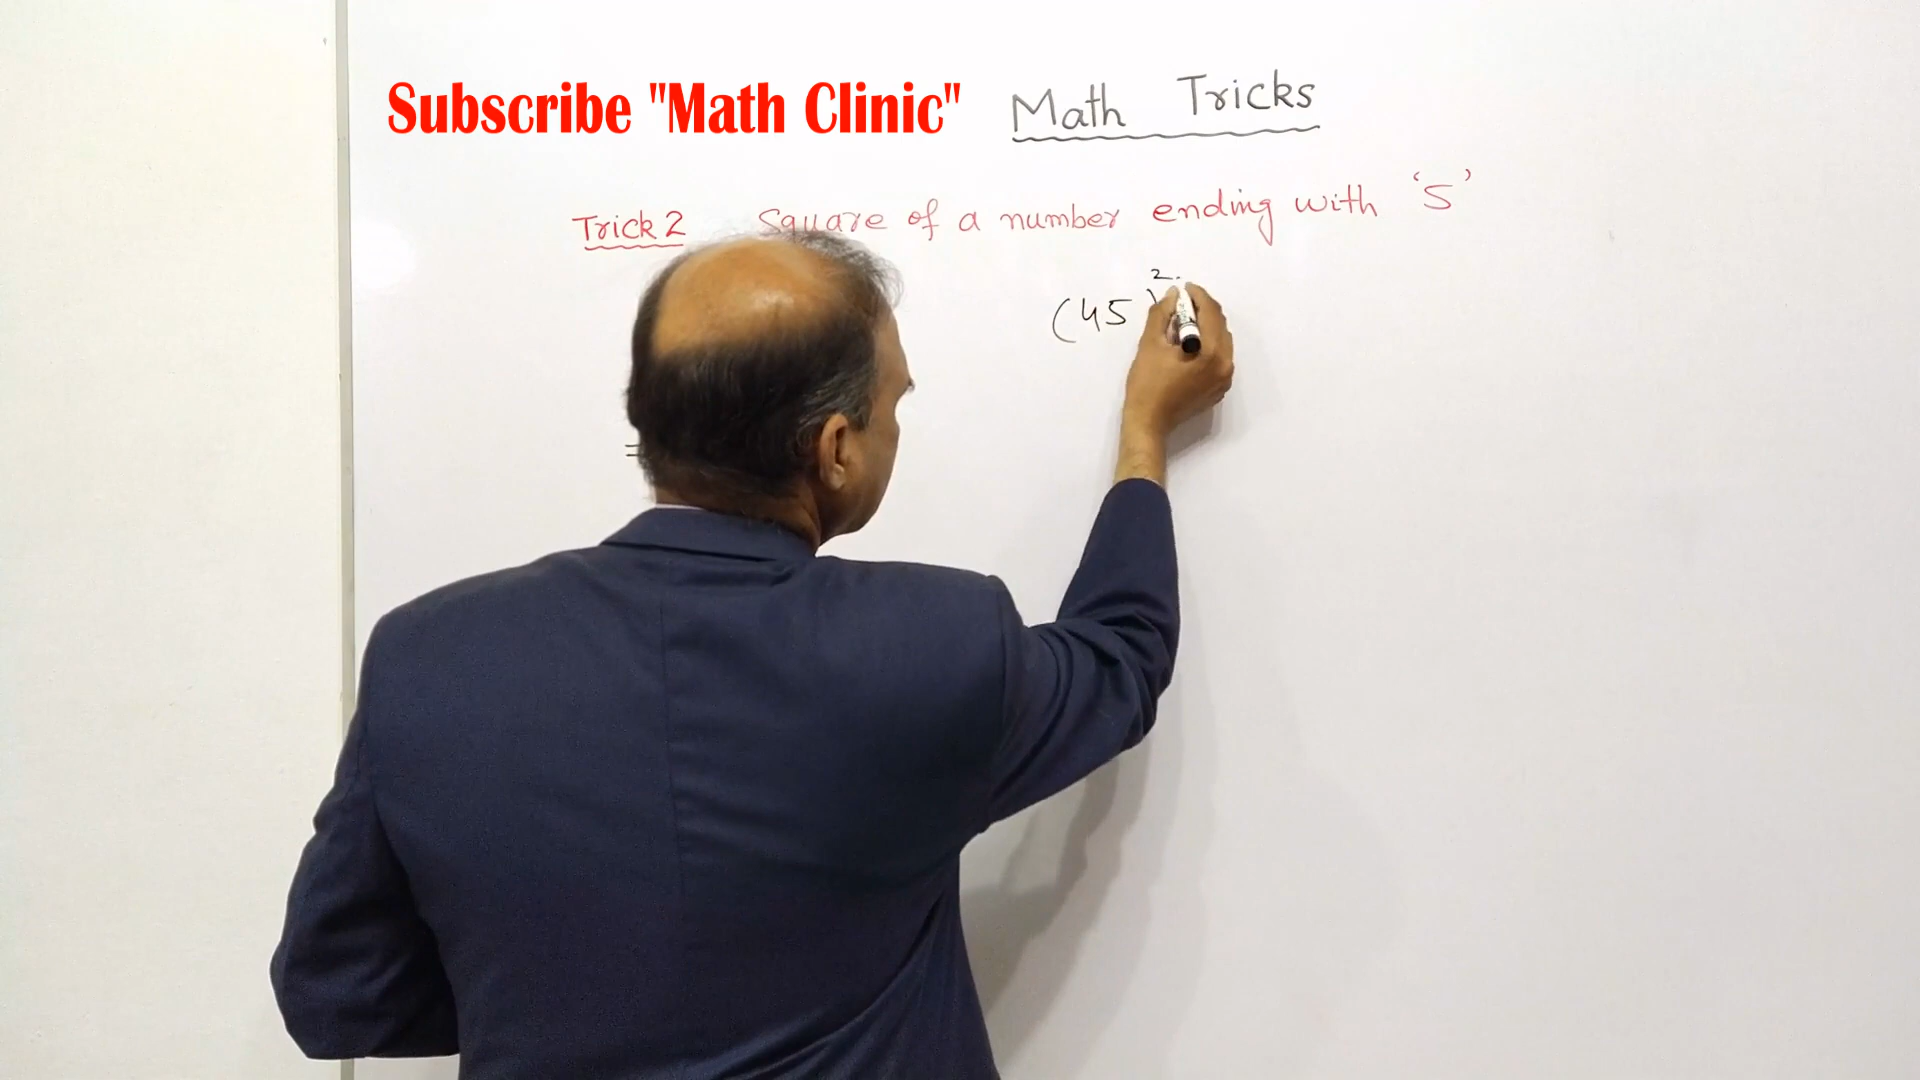 Subscribe "Math Clinic" Math Tricks
Trick 2 Square of a number ending with '5'
(45)²
=